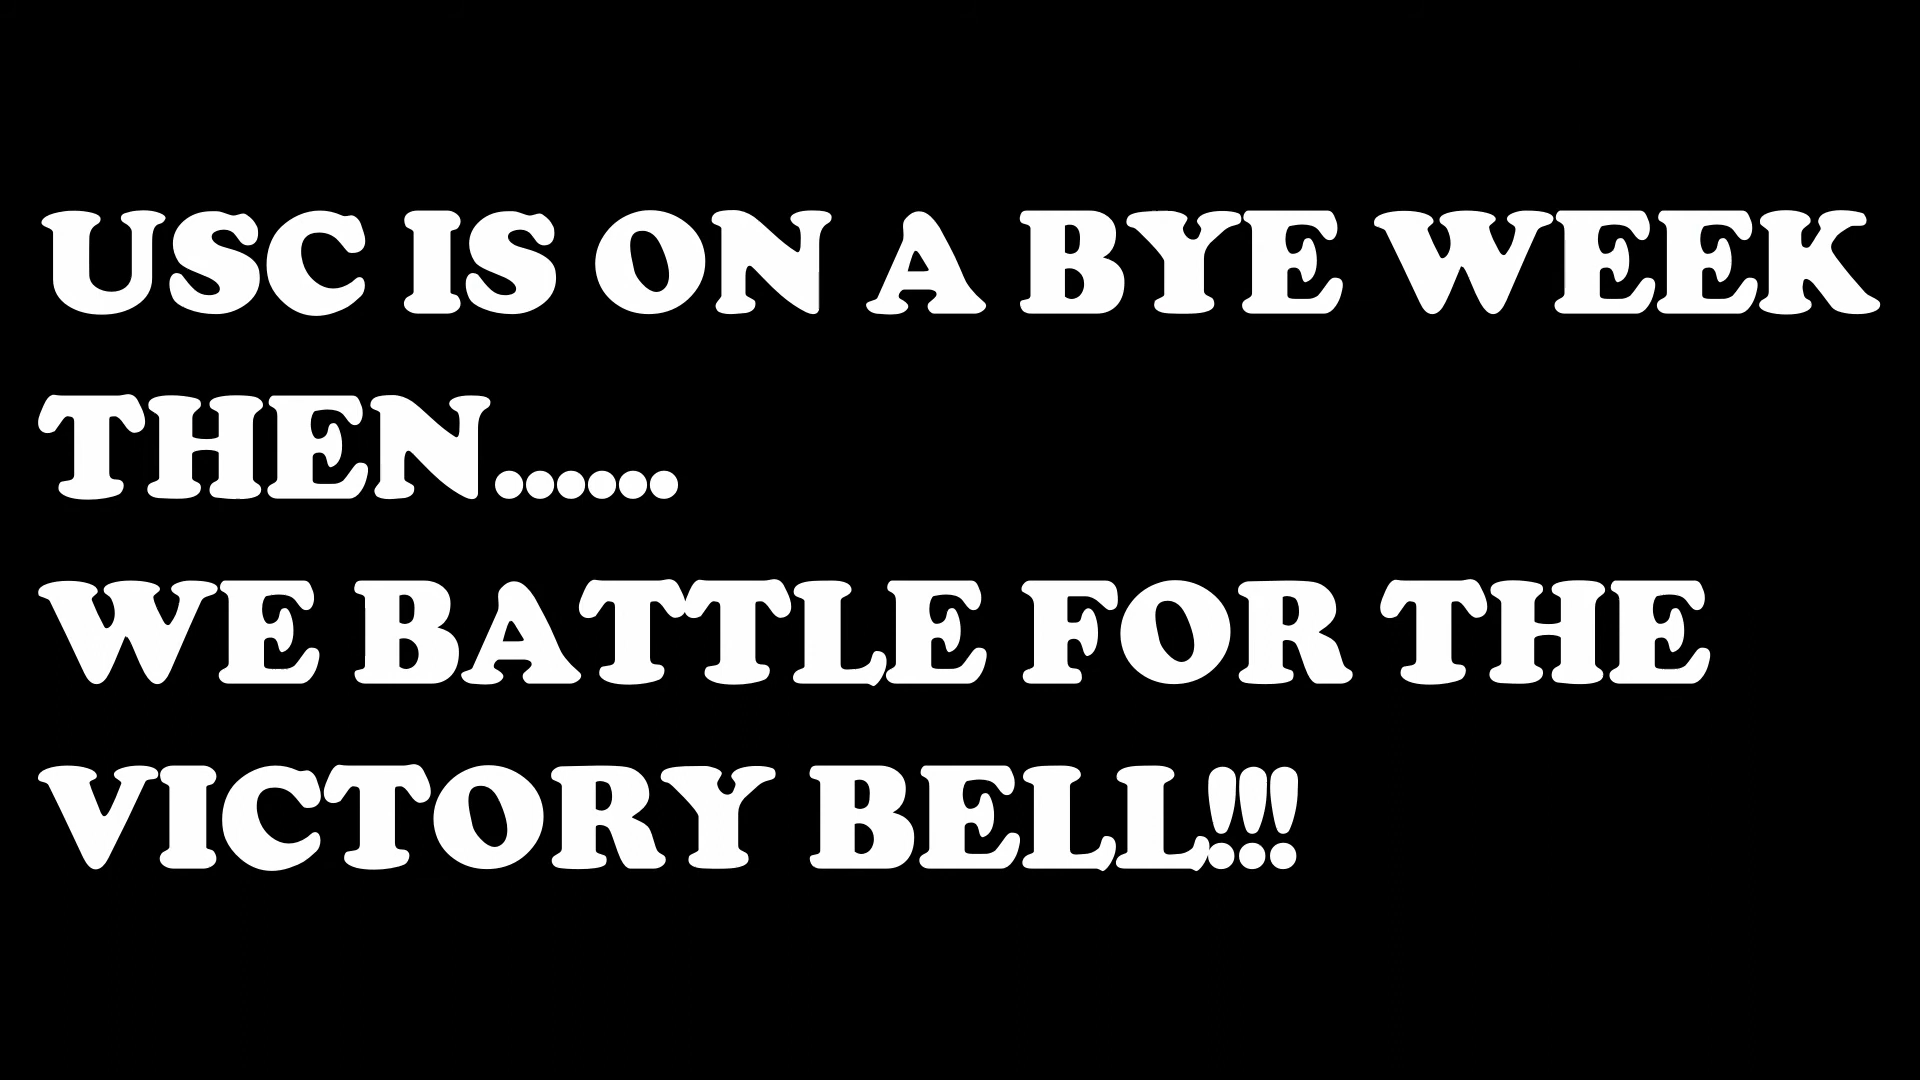 USC IS ON A BYE WEEK
THEN......
WE BATTLE FOR THE
VICTORY BELL!!!